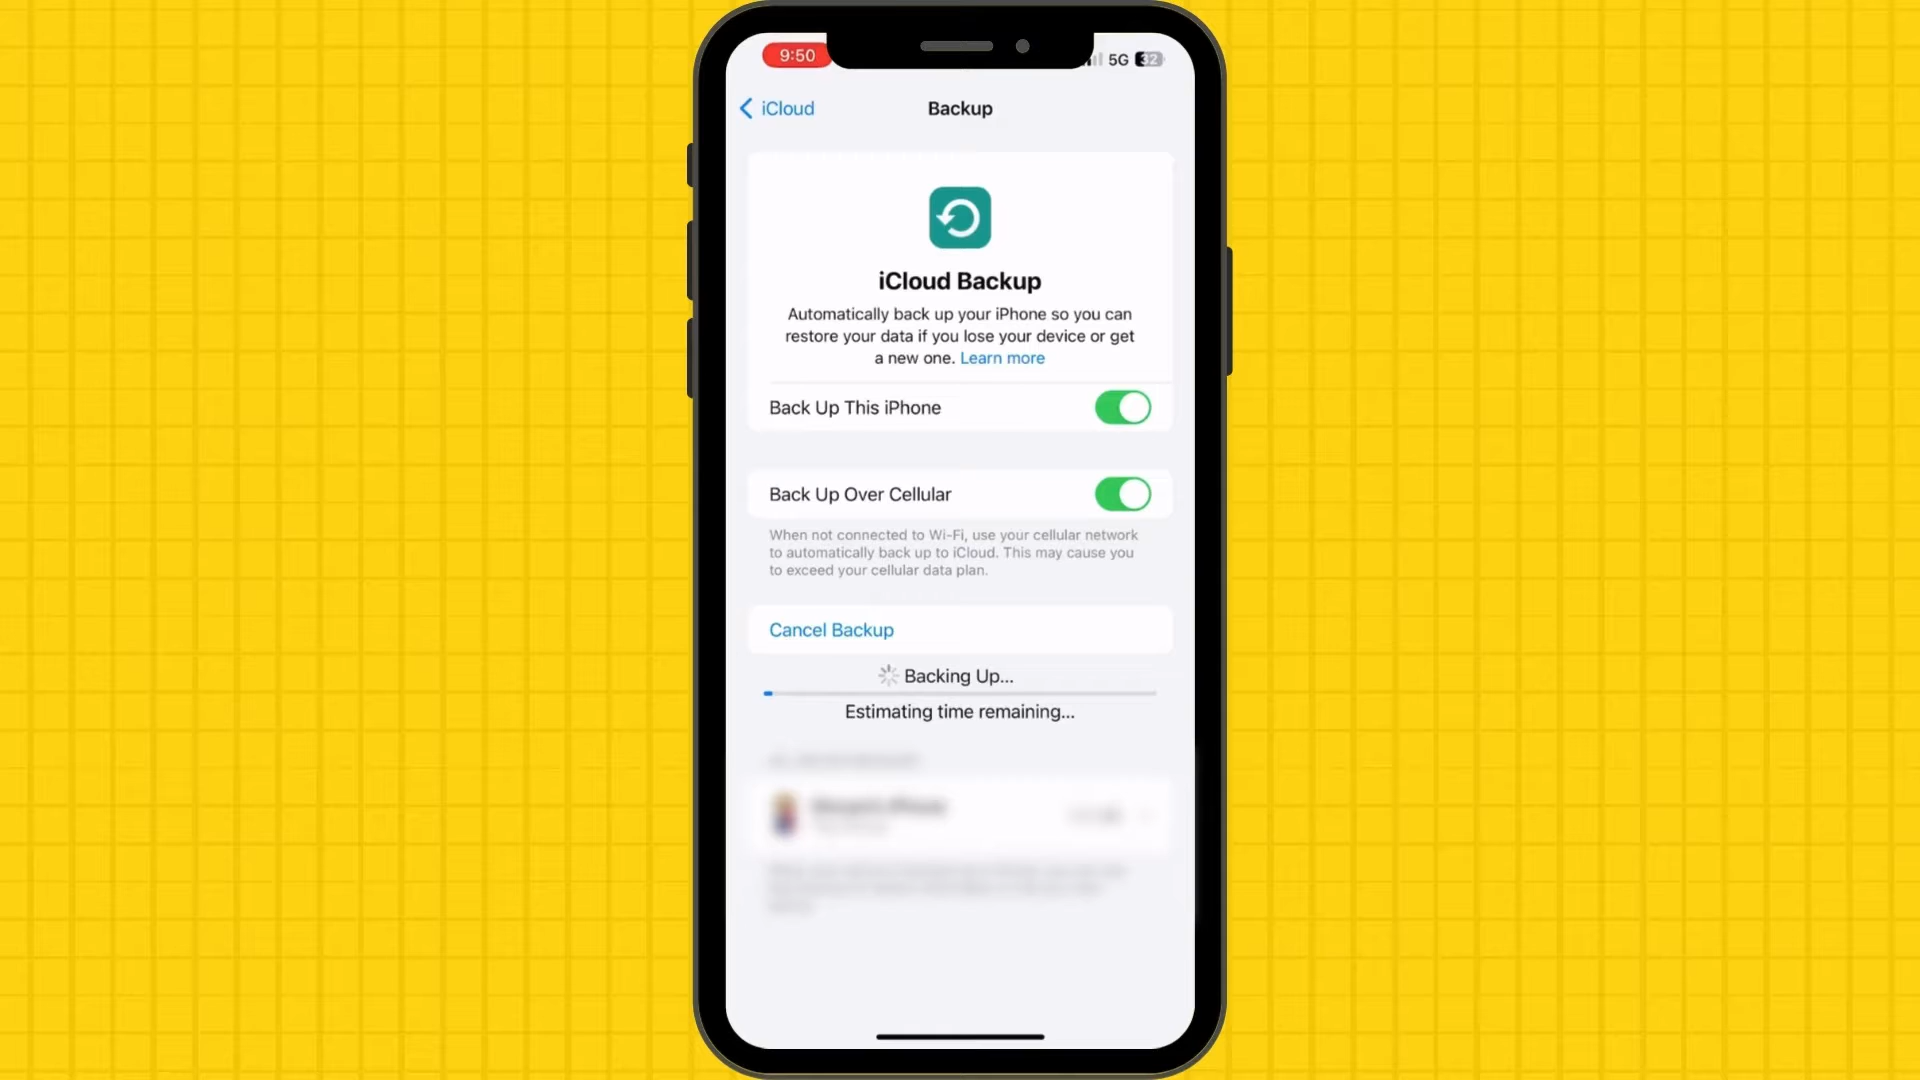 9:50
5G 32
iCloud
Backup
iCloud Backup
Automatically back up your iPhone so you can
restore your data if you lose your device or get
a new one. Learn more
Back Up This iPhone
Back Up Over Cellular
When not connected to Wi-Fi, use your cellular network
to automatically back up to iCloud. This may cause you
to exceed your cellular data plan.
Cancel Backup
Backing Up...
Estimating time remaining...